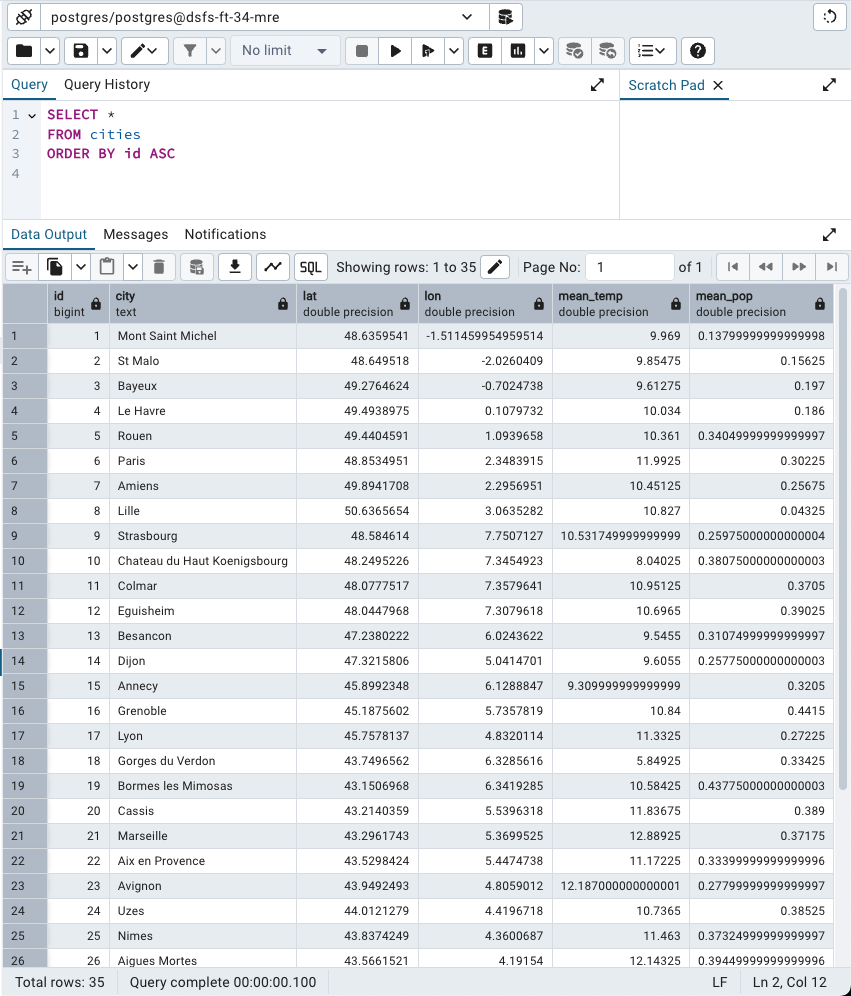 postgres/postgres@dsfs-ft-34-mre
No limit
Query Query History Scratch Pad
1 SELECT *
2 FROM cities
3 ORDER BY id ASC
4
Data Output Messages Notifications
SQL Showing rows: 1 to 35 Page No: 1 of 1
id city lat lon mean_temp mean_pop
bigint text double precision double precision double precision double precision
1 1 Mont Saint Michel 48.6359541 -1.511459954959514 9.969 0.13799999999999998
2 2 St Malo 48.649518 -2.0260409 9.85475 0.15625
3 3 Bayeux 49.2764624 -0.7024738 9.61275 0.197
4 4 Le Havre 49.4938975 0.1079732 10.034 0.186
5 5 Rouen 49.4404591 1.0939658 10.361 0.34049999999999997
6 6 Paris 48.8534951 2.3483915 11.9925 0.30225
7 7 Amiens 49.8941708 2.2956951 10.45125 0.25675
8 8 Lille 50.6365654 3.0635282 10.827 0.04325
9 9 Strasbourg 48.584614 7.7507127 10.531749999999999 0.25975000000000004
10 10 Chateau du Haut Koenigsbourg 48.2495226 7.3454923 8.04025 0.38075000000000003
11 11 Colmar 48.0777517 7.3579641 10.95125 0.3705
12 12 Eguisheim 48.0447968 7.3079618 10.6965 0.39025
13 13 Besancon 47.2380222 6.0243622 9.5455 0.31074999999999997
14 14 Dijon 47.3215806 5.0414701 9.6055 0.25775000000000003
15 15 Annecy 45.8992348 6.1288847 9.309999999999999 0.3205
16 16 Grenoble 45.1875602 5.7357819 10.84 0.4415
17 17 Lyon 45.7578137 4.8320114 11.3325 0.27225
18 18 Gorges du Verdon 43.7496562 6.3285616 5.84925 0.33425
19 19 Bormes les Mimosas 43.1506968 6.3419285 10.58425 0.43775000000000003
20 20 Cassis 43.2140359 5.5396318 11.83675 0.389
21 21 Marseille 43.2961743 5.3699525 12.88925 0.37175
22 22 Aix en Provence 43.5298424 5.4474738 11.17225 0.33399999999999996
23 23 Avignon 43.9492493 4.8059012 12.187000000000001 0.27799999999999997
24 24 Uzes 44.0121279 4.4196718 10.7365 0.38525
25 25 Nimes 43.8374249 4.3600687 11.463 0.37324999999999997
26 26 Aigues Mortes 43.5661521 4.19154 12.14325 0.39449999999999996
Total rows: 35 Query complete 00:00:00.100 LF Ln 2, Col 12